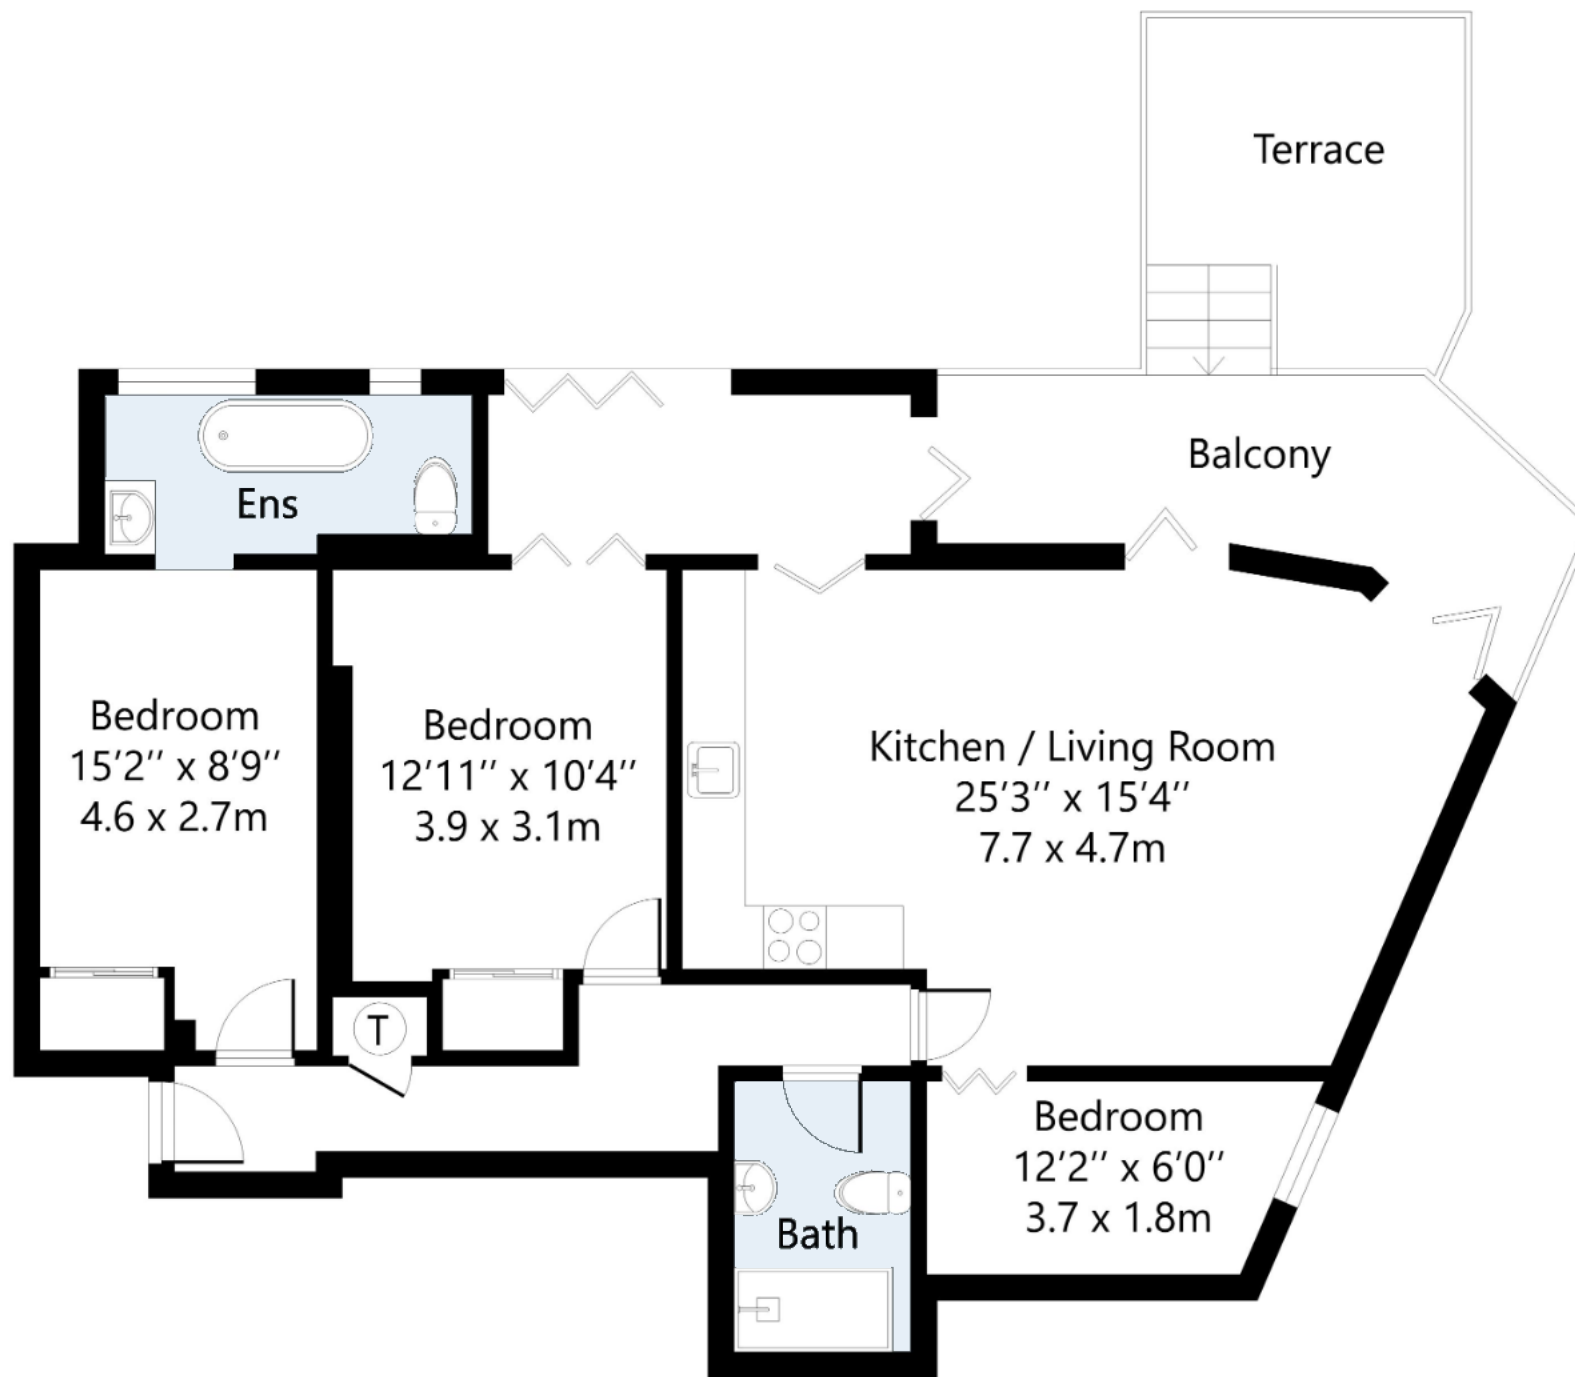 Terrace
Balcony
Ens
Bedroom
15'2'' x 8'9''
4.6 x 2.7m
Bedroom
12'11'' x 10'4''
3.9 x 3.1m
Kitchen / Living Room
25'3'' x 15'4''
7.7 x 4.7m
T
Bedroom
12'2'' x 6'0''
3.7 x 1.8m
Bath